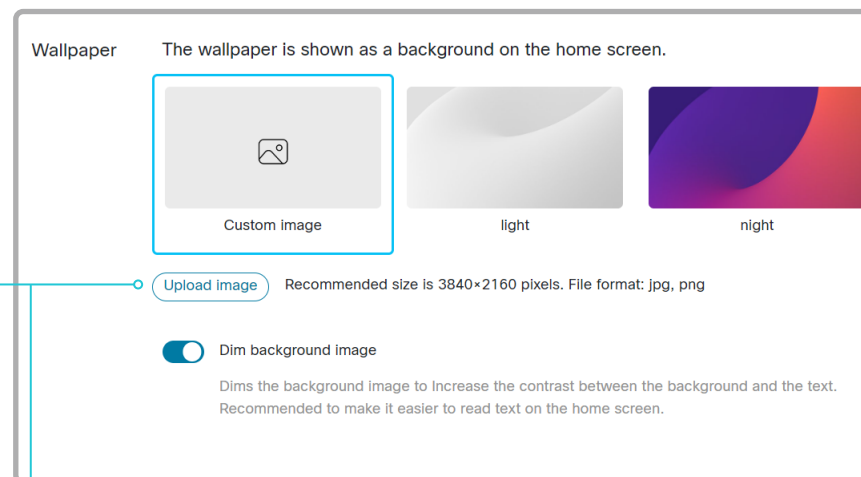 Wallpaper
The wallpaper is shown as a background on the home screen.
Custom image
light
night
Upload image
Recommended size is 3840×2160 pixels. File format: jpg, png
Dim background image
Dims the background image to Increase the contrast between the background and the text.
Recommended to make it easier to read text on the home screen.